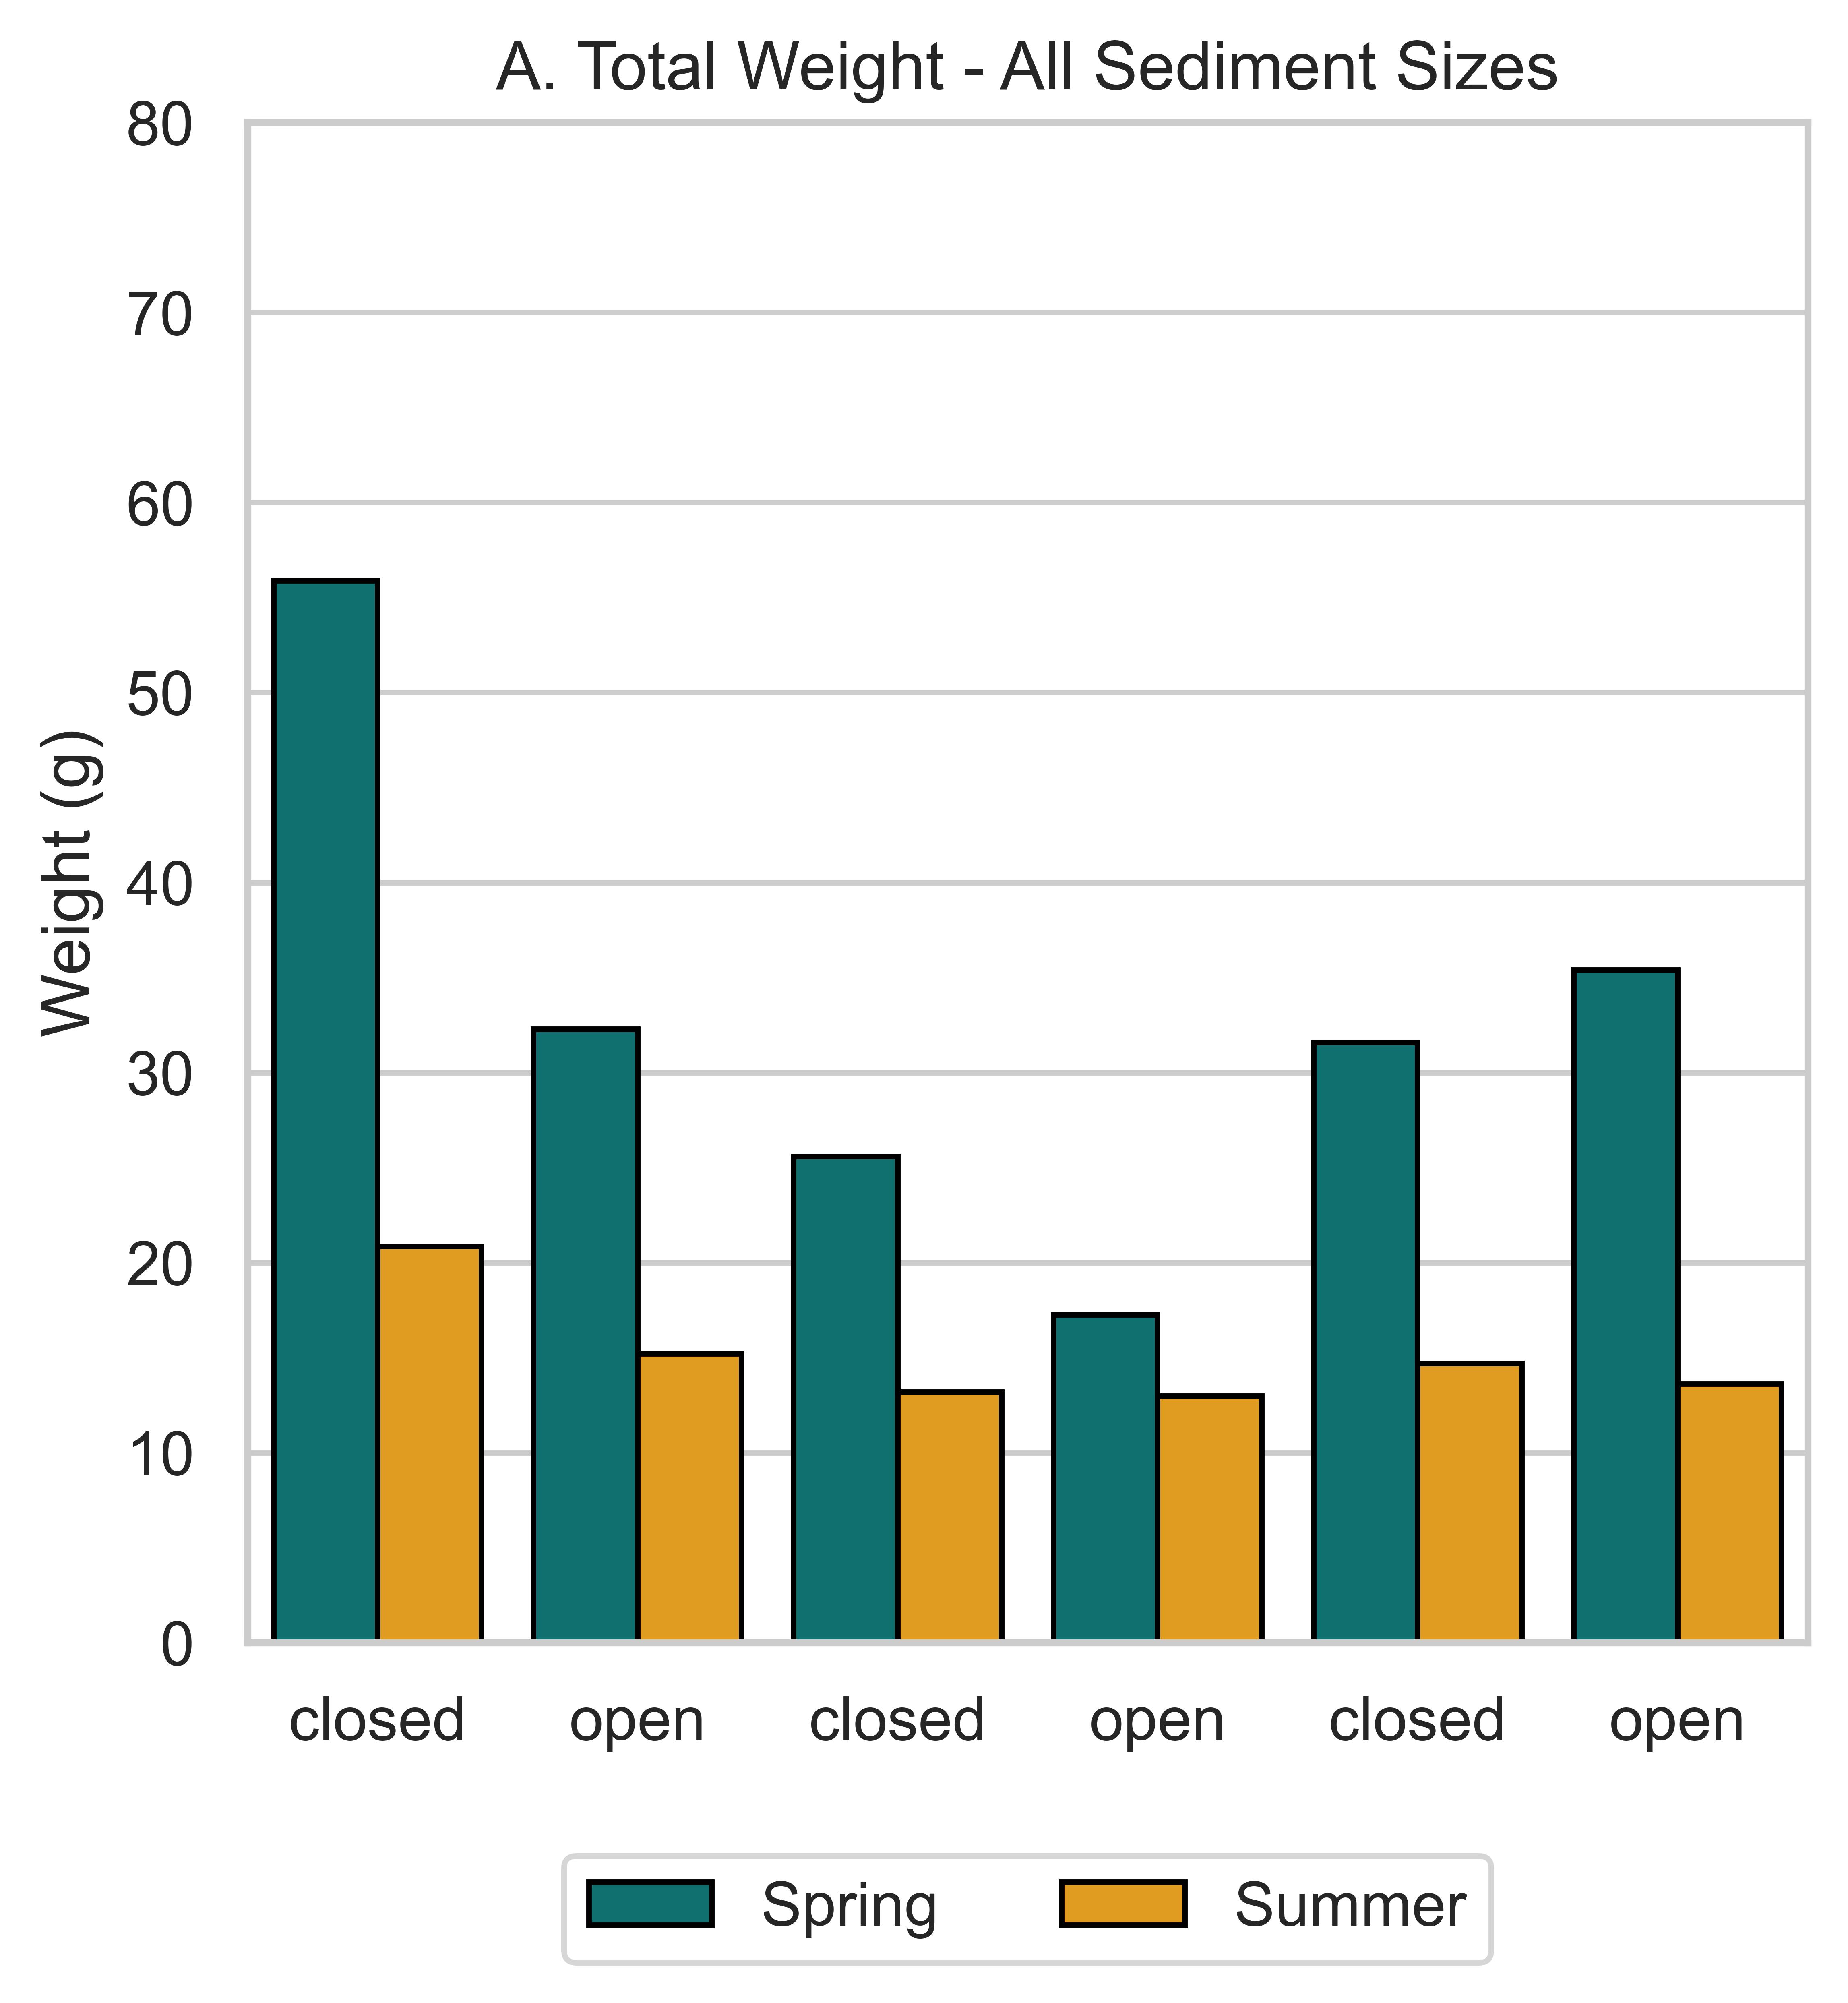 A. Total Weight - All Sediment Sizes
80
70
60
50
40
30
20
10
0
Weight (g)
closed open closed open closed open
Spring Summer